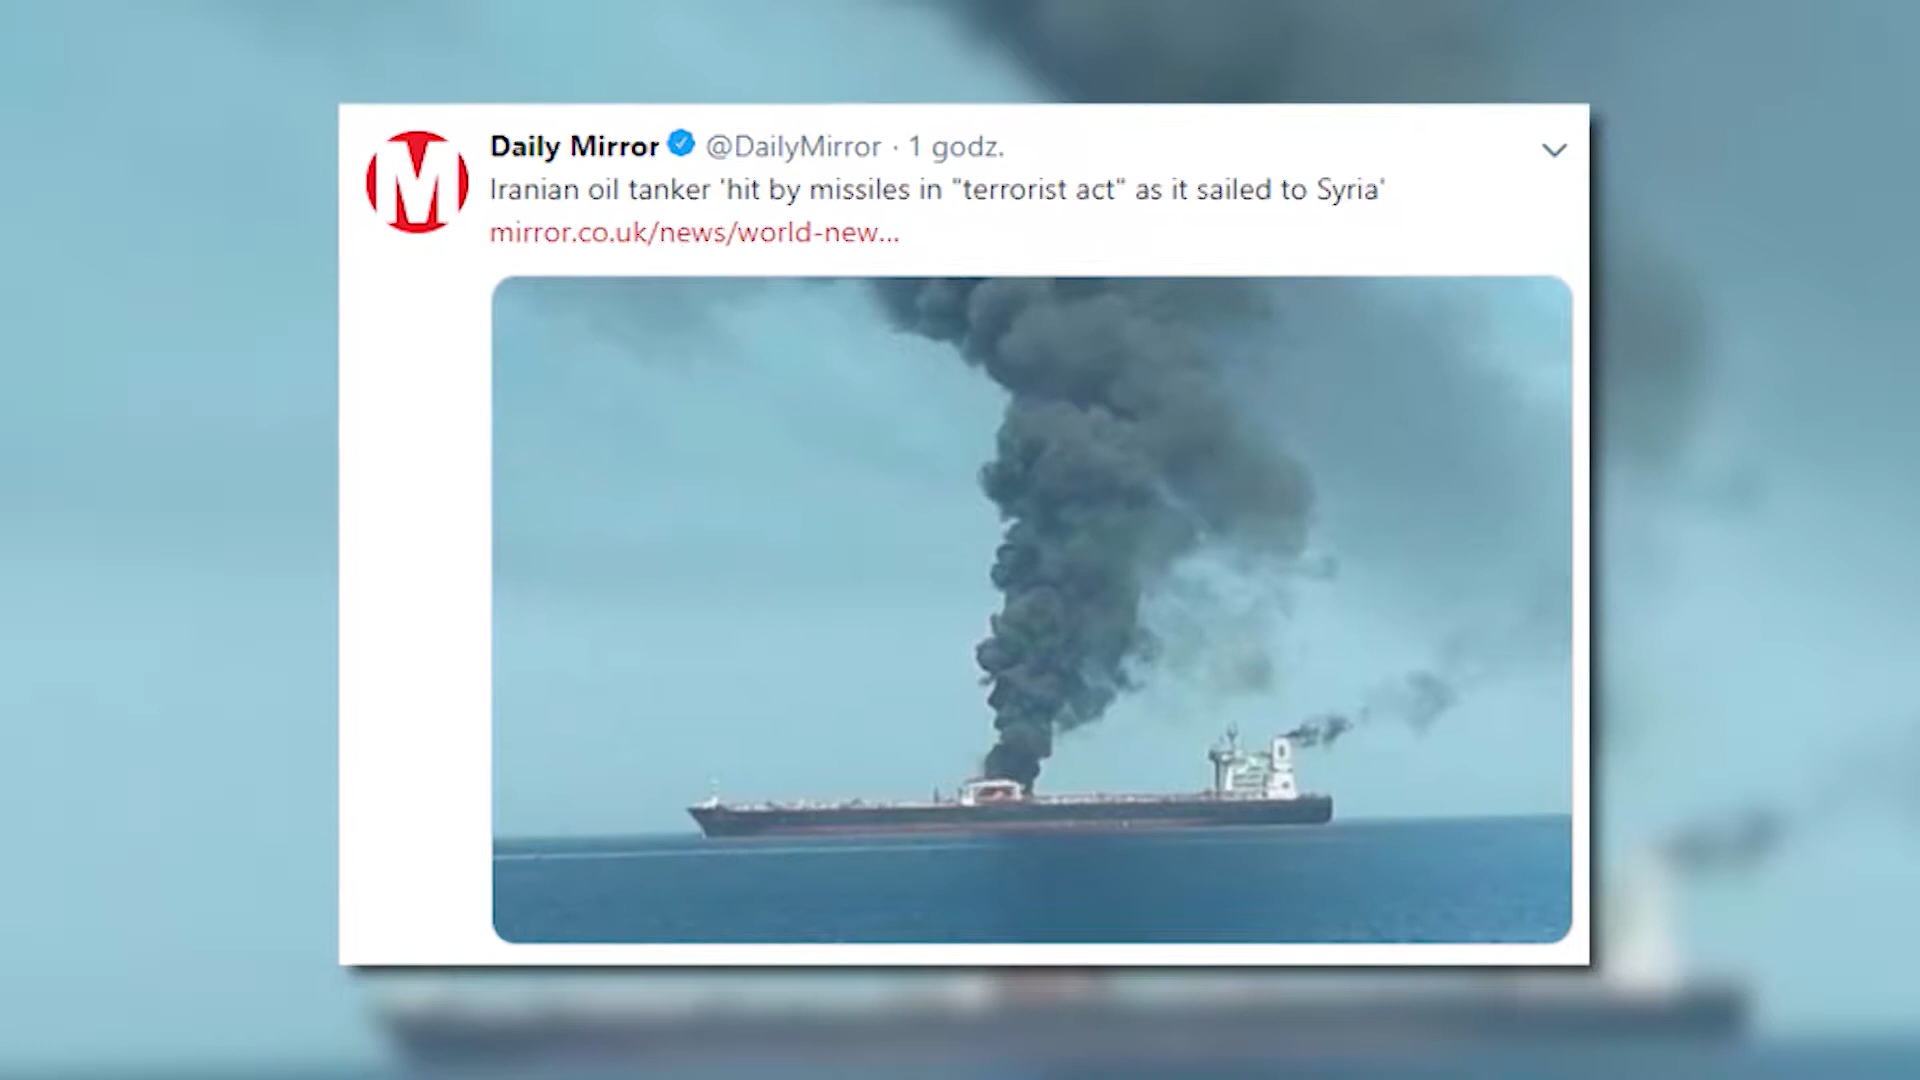 Daily Mirror @DailyMirror · 1 godz.
Iranian oil tanker 'hit by missiles in "terrorist act" as it sailed to Syria'
mirror.co.uk/news/world-new...